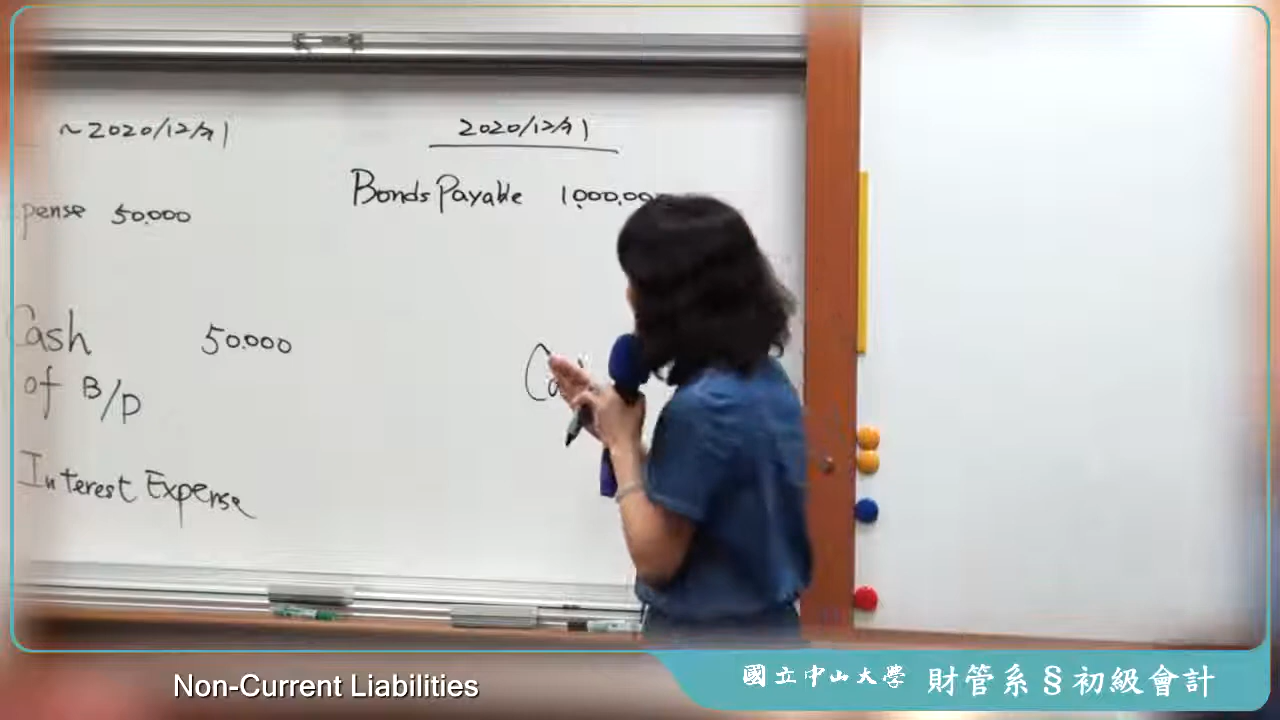 ~2020/12/31
2020/12/31
Bonds Payable 1,000,00
pense 50,000
Cash 50,000
of B/P
Interest Expense
Non-Current Liabilities
國立中山大學 財管系§初級會計